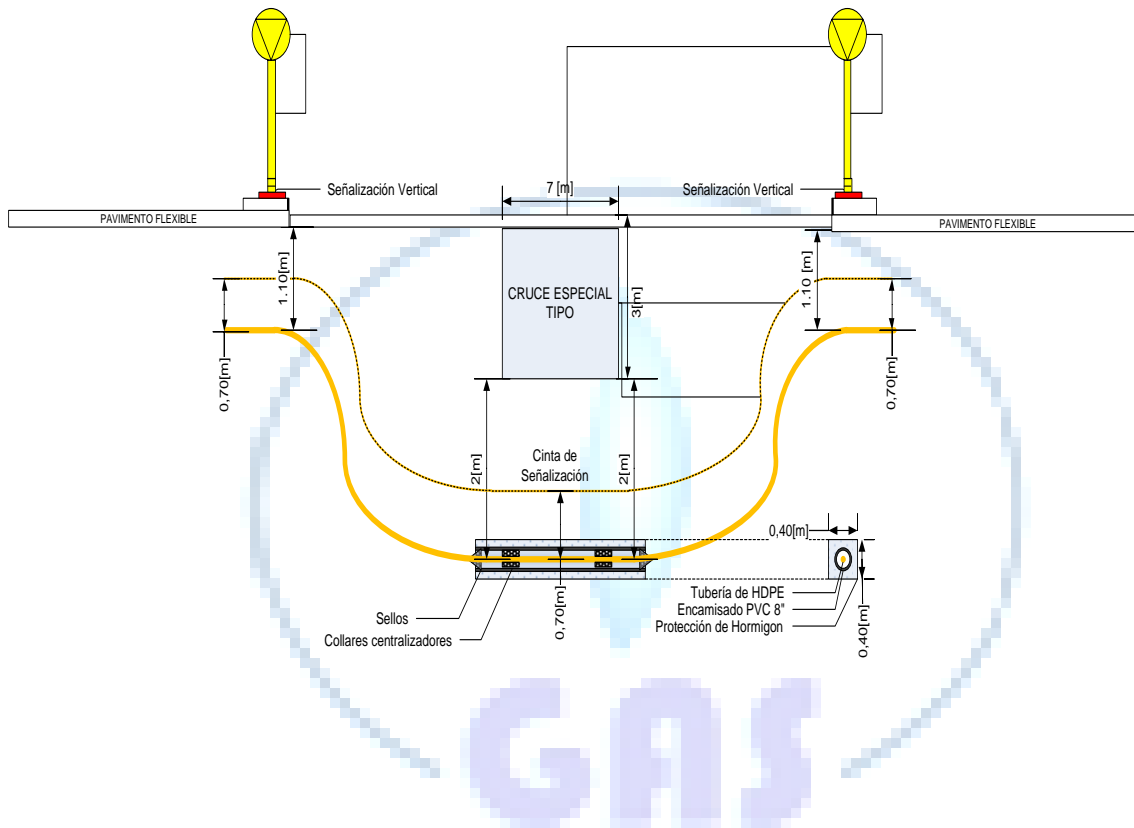 Señalización Vertical
7 [m]
Señalización Vertical
PAVIMENTO FLEXIBLE
PAVIMENTO FLEXIBLE
1.10[m]
1.10 [m]
CRUCE ESPECIAL
TIPO
3[m]
0,70[m]
0,70[m]
Cinta de
Señalización
2[m]
2[m]
0,40[m]
Tubería de HDPE
Encamisado PVC 8"
Protección de Hormigon
Sellos
Collares centralizadores
0,70[m]
0,40[m]
GAS